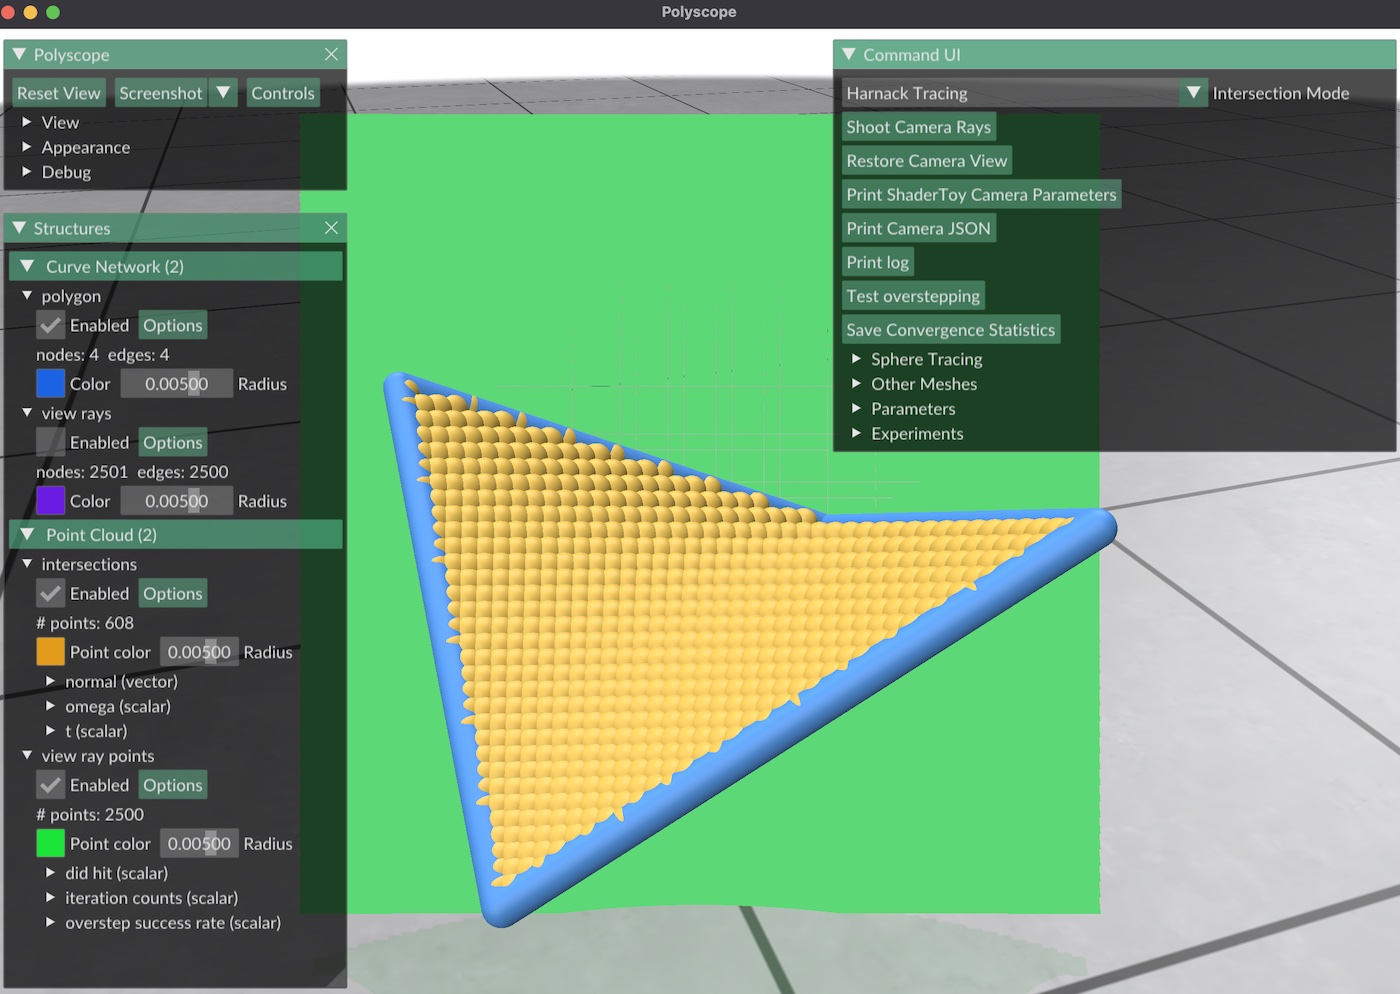 Polyscope
Polyscope
Reset View Screenshot Controls
View
Appearance
Debug
Structures
Curve Network (2)
polygon
Enabled Options
nodes: 4 edges: 4
Color 0.00500 Radius
view rays
Enabled Options
nodes: 2501 edges: 2500
Color 0.00500 Radius
Point Cloud (2)
intersections
Enabled Options
# points: 608
Point color 0.00500 Radius
normal (vector)
omega (scalar)
t (scalar)
view ray points
Enabled Options
# points: 2500
Point color 0.00500 Radius
did hit (scalar)
iteration counts (scalar)
overstep success rate (scalar)
Command UI
Harnack Tracing Intersection Mode
Shoot Camera Rays
Restore Camera View
Print ShaderToy Camera Parameters
Print Camera JSON
Print log
Test overstepping
Save Convergence Statistics
Sphere Tracing
Other Meshes
Parameters
Experiments